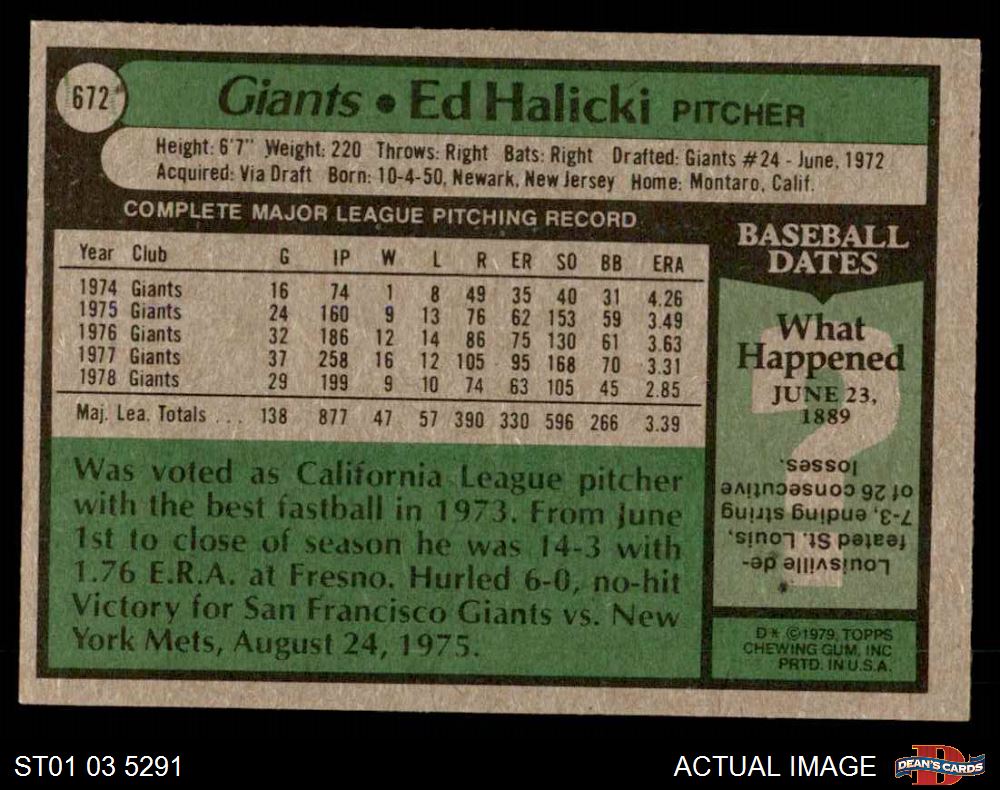 672
Giants • Ed Halicki PITCHER
Height: 6'7" Weight: 220 Throws: Right Bats: Right Drafted: Giants #24 - June, 1972
Acquired: Via Draft Born: 10-4-50, Newark, New Jersey Home: Montaro, Calif.
COMPLETE MAJOR LEAGUE PITCHING RECORD
Year Club G IP W L R ER SO BB ERA
1974 Giants 16 74 1 8 49 35 40 31 4.26
1975 Giants 24 160 9 13 76 62 153 59 3.49
1976 Giants 32 186 12 14 86 75 130 61 3.63
1977 Giants 37 258 16 12 105 95 168 70 3.31
1978 Giants 29 199 9 10 74 63 105 45 2.85
Maj. Lea. Totals ... 138 877 47 57 390 330 596 266 3.39
Was voted as California League pitcher
with the best fastball in 1973. From June
1st to close of season he was 14-3 with
1.76 E.R.A. at Fresno. Hurled 6-0, no-hit
Victory for San Francisco Giants vs. New
York Mets, August 24, 1975.
BASEBALL
DATES
What
Happened
JUNE 23,
1889
?
Louisville de-
feated St. Louis,
7-3, ending string
of 26 consecutive
losses.
D* ©1979, TOPPS
CHEWING GUM, INC
PRTD. IN U.S.A.
ST01 03 5291
ACTUAL IMAGE
D
DEAN'S CARDS